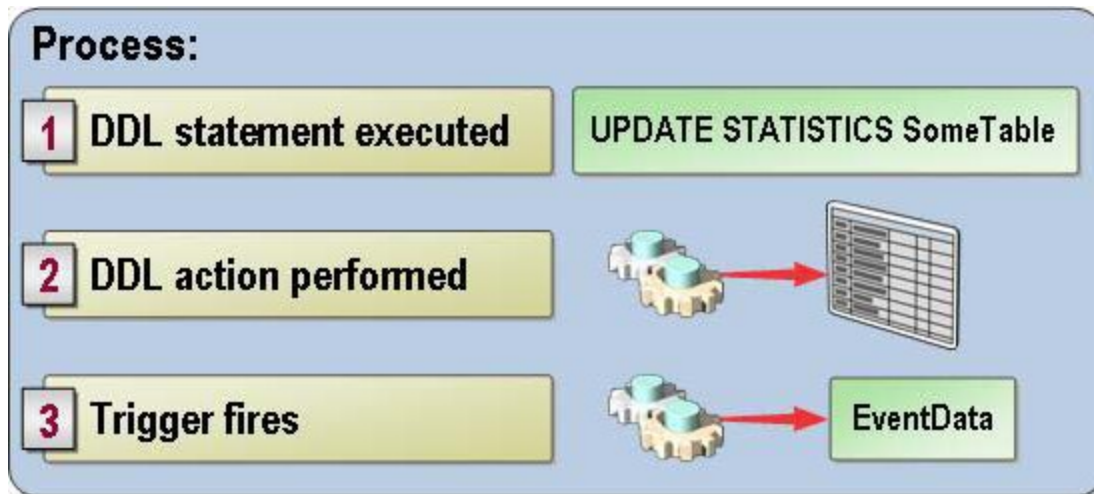 Process:
1 DDL statement executed
UPDATE STATISTICS SomeTable
2 DDL action performed
3 Trigger fires
EventData